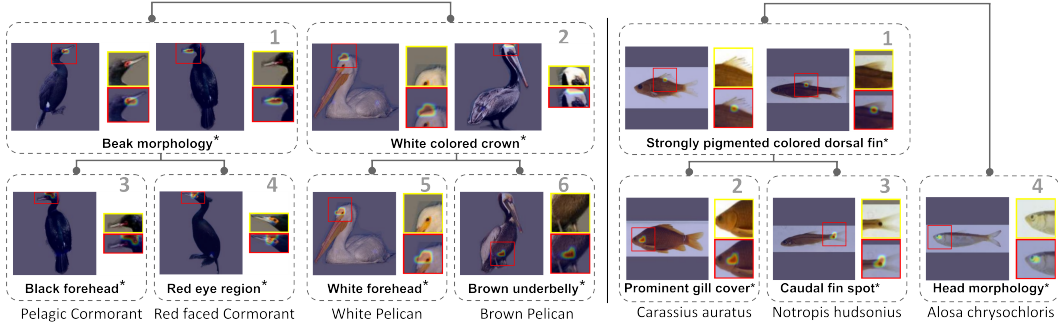 1
Beak morphology*
2
White colored crown*
3
Black forehead*
4
Red eye region*
5
White forehead*
6
Brown underbelly*
Pelagic Cormorant
Red faced Cormorant
White Pelican
Brown Pelican
1
Strongly pigmented colored dorsal fin*
2
Prominent gill cover*
3
Caudal fin spot*
4
Head morphology*
Carassius auratus
Notropis hudsonius
Alosa chrysochloris